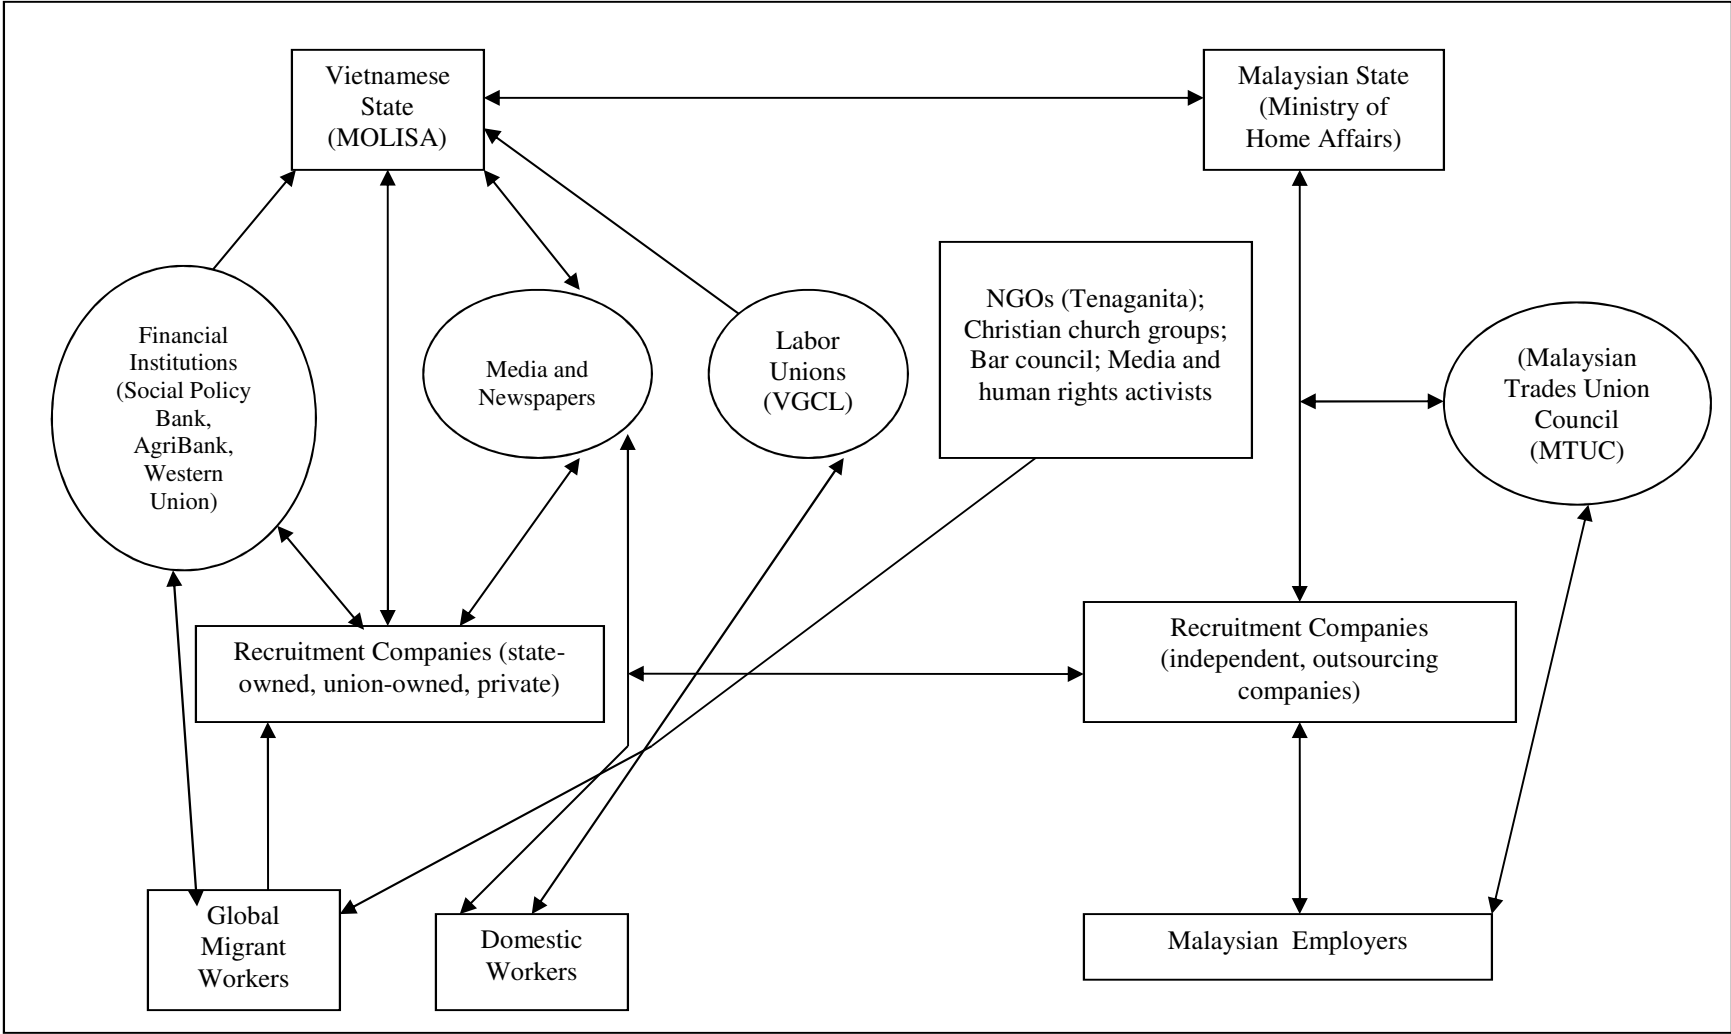 Vietnamese
State
(MOLISA)
Malaysian State
(Ministry of
Home Affairs)
Financial
Institutions
(Social Policy
Bank,
AgriBank,
Western
Union)
Media and
Newspapers
Labor
Unions
(VGCL)
NGOs (Tenaganita);
Christian church groups;
Bar council; Media and
human rights activists
(Malaysian
Trades Union
Council
(MTUC)
Recruitment Companies (state-
owned, union-owned, private)
Recruitment Companies
(independent, outsourcing
companies)
Global
Migrant
Workers
Domestic
Workers
Malaysian Employers